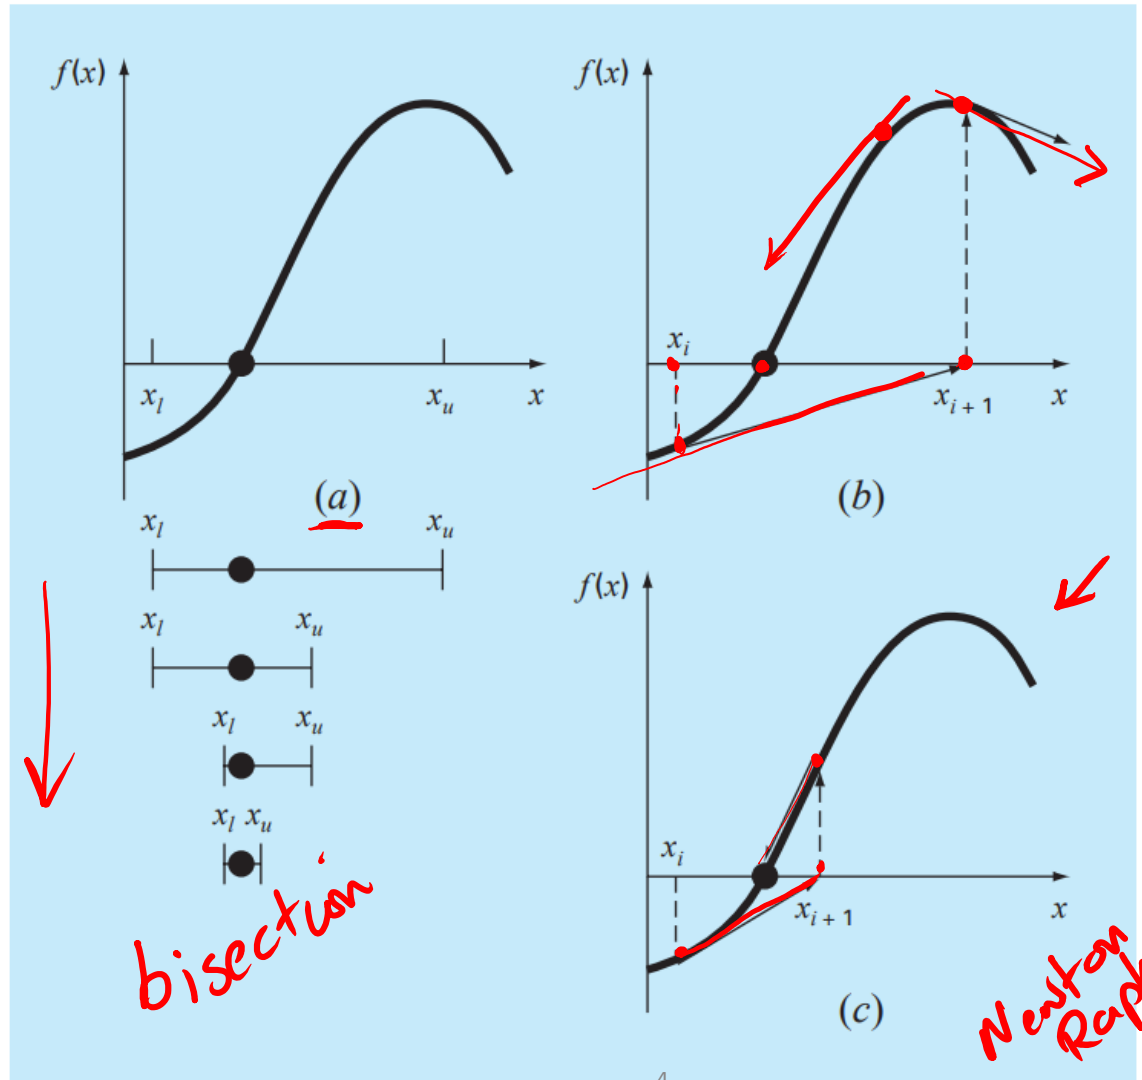 f(x)
x_l
x_u
x
(a)
x_l
x_u
x_l
x_u
x_l
x_u
x_l x_u
bisection
f(x)
x_i
x_{i + 1}
x
(b)
f(x)
x_i
x_{i + 1}
x
(c)
Newton